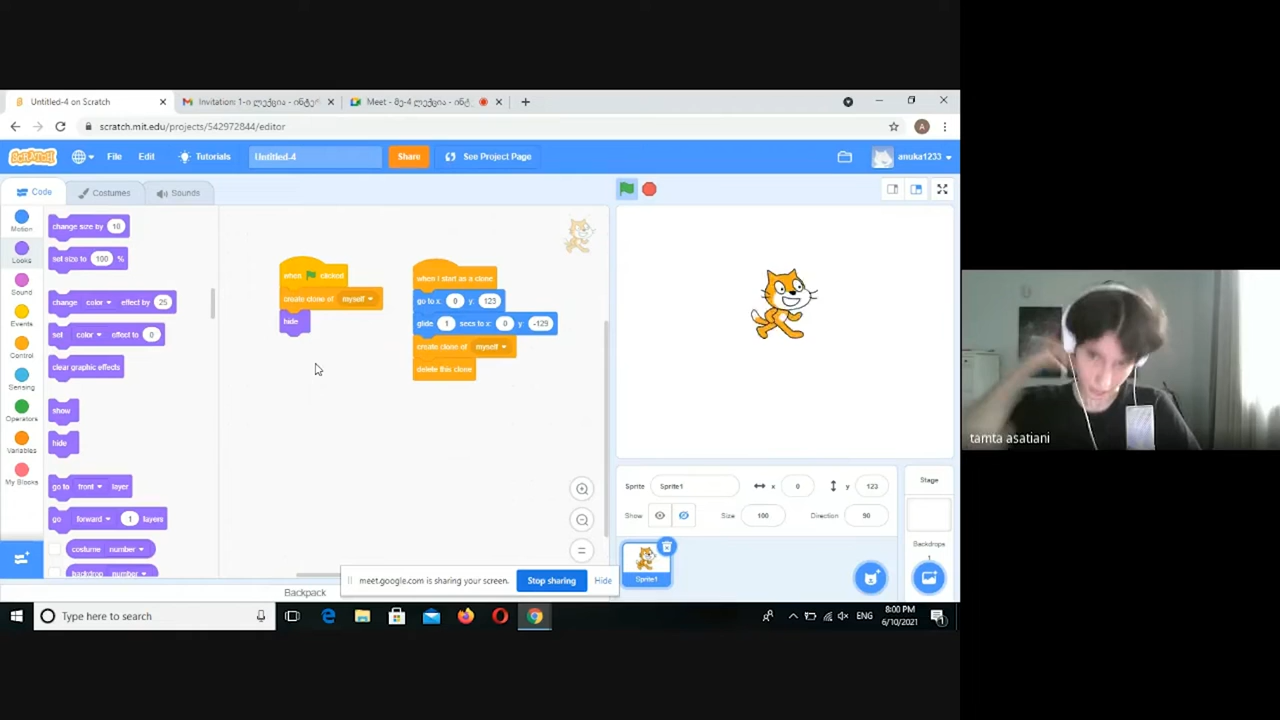 Untitled-4 on Scratch
Invitation: 1-ი ლექცია - ინტერ
Meet - მე-4 ლექცია - ინტ
scratch.mit.edu/projects/542972844/editor
A
SCRATCH
File
Edit
Tutorials
Untitled-4
Share
See Project Page
anuka1233
Code
Costumes
Sounds
Motion
Looks
Sound
Events
Control
Sensing
Operators
Variables
My Blocks
change size by 10
set size to 100 %
change color effect by 25
set color effect to 0
clear graphic effects
show
hide
go to front layer
go forward 1 layers
costume number
backdrop number
when clicked
create clone of myself
hide
when I start as a clone
go to x: 0 y: 123
glide 1 secs to x: 0 y: -129
create clone of myself
delete this clone
Sprite Sprite1 x 0 y 123
Show Size 100 Direction 90
Sprite1
Stage
Backdrops
1
Backpack
meet.google.com is sharing your screen.
Stop sharing
Hide
Type here to search
ENG
8:00 PM
6/10/2021
tamta asatiani